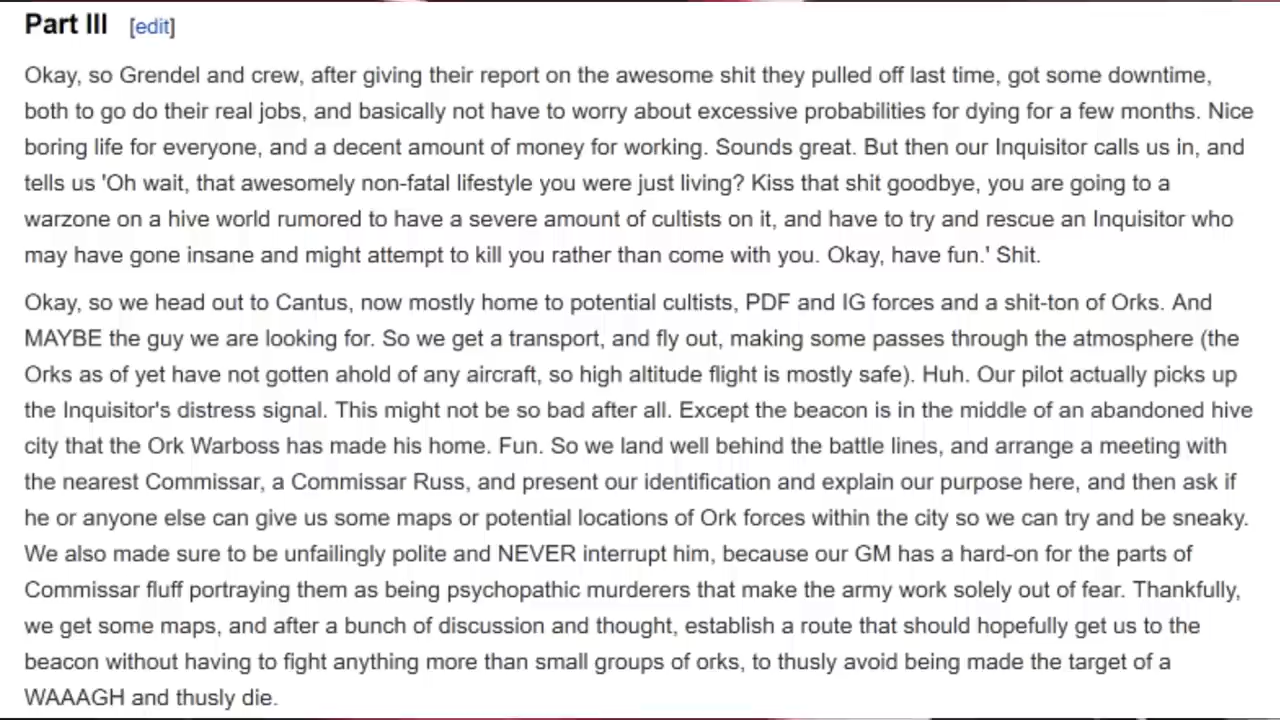 Part III [edit]
Okay, so Grendel and crew, after giving their report on the awesome shit they pulled off last time, got some downtime,
both to go do their real jobs, and basically not have to worry about excessive probabilities for dying for a few months. Nice
boring life for everyone, and a decent amount of money for working. Sounds great. But then our Inquisitor calls us in, and
tells us 'Oh wait, that awesomely non-fatal lifestyle you were just living? Kiss that shit goodbye, you are going to a
warzone on a hive world rumored to have a severe amount of cultists on it, and have to try and rescue an Inquisitor who
may have gone insane and might attempt to kill you rather than come with you. Okay, have fun.' Shit.
Okay, so we head out to Cantus, now mostly home to potential cultists, PDF and IG forces and a shit-ton of Orks. And
MAYBE the guy we are looking for. So we get a transport, and fly out, making some passes through the atmosphere (the
Orks as of yet have not gotten ahold of any aircraft, so high altitude flight is mostly safe). Huh. Our pilot actually picks up
the Inquisitor's distress signal. This might not be so bad after all. Except the beacon is in the middle of an abandoned hive
city that the Ork Warboss has made his home. Fun. So we land well behind the battle lines, and arrange a meeting with
the nearest Commissar, a Commissar Russ, and present our identification and explain our purpose here, and then ask if
he or anyone else can give us some maps or potential locations of Ork forces within the city so we can try and be sneaky.
We also made sure to be unfailingly polite and NEVER interrupt him, because our GM has a hard-on for the parts of
Commissar fluff portraying them as being psychopathic murderers that make the army work solely out of fear. Thankfully,
we get some maps, and after a bunch of discussion and thought, establish a route that should hopefully get us to the
beacon without having to fight anything more than small groups of orks, to thusly avoid being made the target of a
WAAAGH and thusly die.